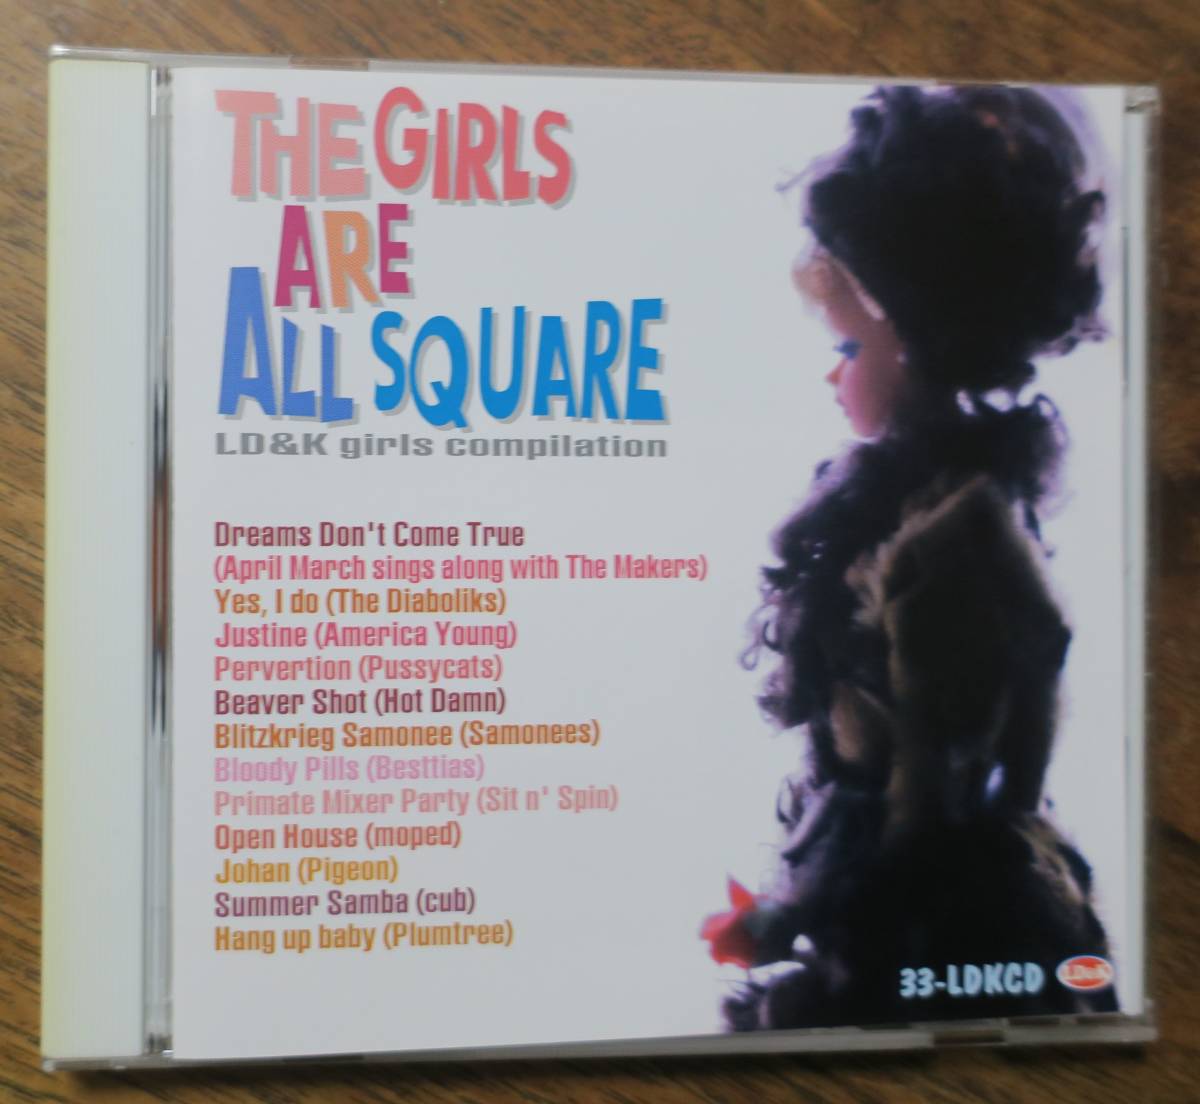 THE GIRLS
ARE
ALL SQUARE
LD&K girls compilation
Dreams Don't Come True
(April March sings along with The Makers)
Yes, I do (The Diaboliks)
Justine (America Young)
Pervertion (Pussycats)
Beaver Shot (Hot Damn)
Blitzkrieg Samonee (Samonees)
Bloody Pills (Besttias)
Primate Mixer Party (Sit n' Spin)
Open House (moped)
Johan (Pigeon)
Summer Samba (cub)
Hang up baby (Plumtree)
33-LDKCD LD&K